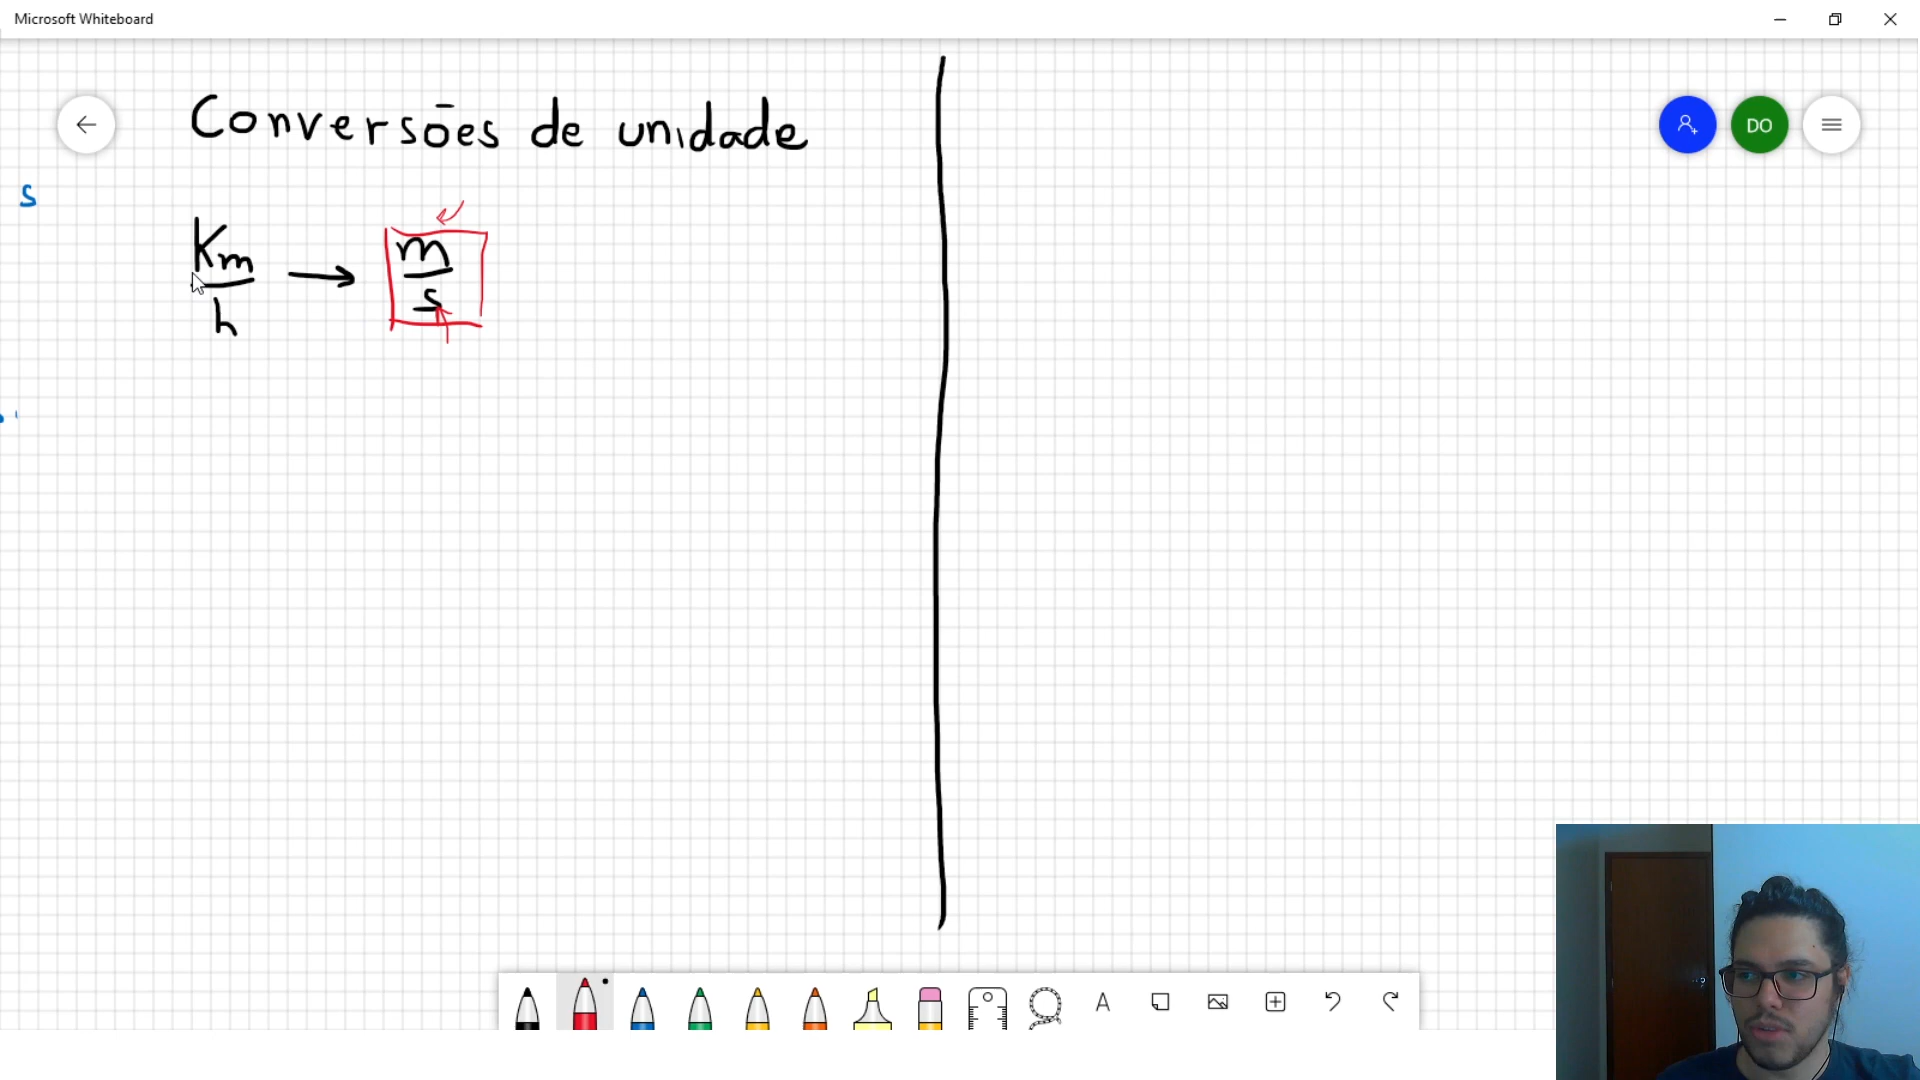 Microsoft Whiteboard
Conversões de unidade
DO
s
Km/h → m/s
A